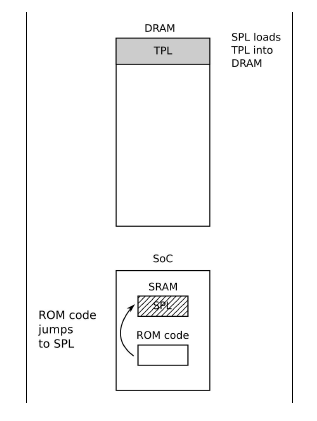 DRAM
TPL
SPL loads
TPL into
DRAM
SoC
SRAM
SPL
ROM code
ROM code
jumps
to SPL